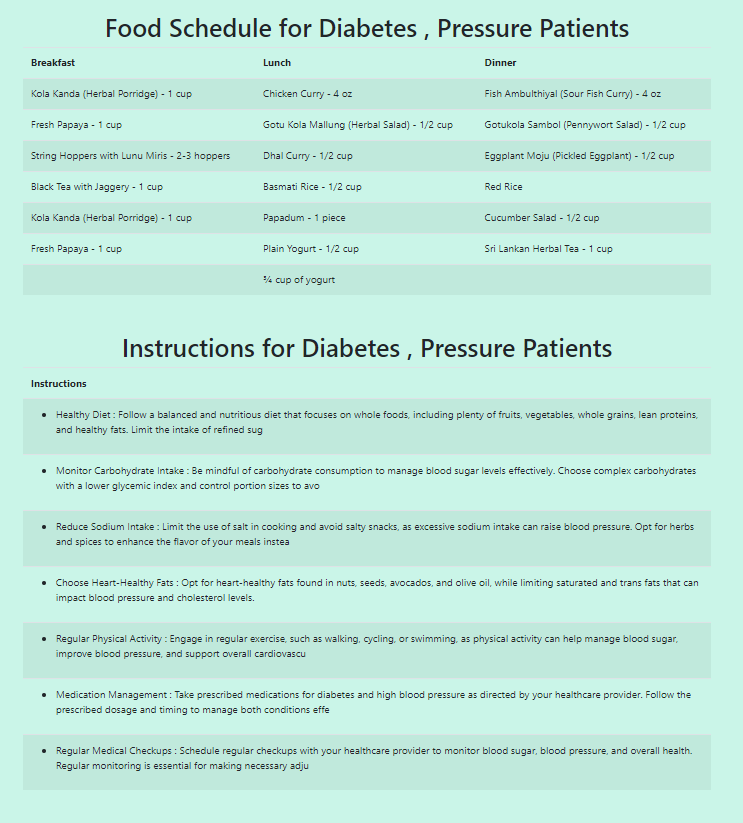 Food Schedule for Diabetes , Pressure Patients
Breakfast Lunch Dinner
Kola Kanda (Herbal Porridge) - 1 cup Chicken Curry - 4 oz Fish Ambulthiyal (Sour Fish Curry) - 4 oz
Fresh Papaya - 1 cup Gotu Kola Mallung (Herbal Salad) - 1/2 cup Gotukola Sambol (Pennywort Salad) - 1/2 cup
String Hoppers with Lunu Miris - 2-3 hoppers Dhal Curry - 1/2 cup Eggplant Moju (Pickled Eggplant) - 1/2 cup
Black Tea with Jaggery - 1 cup Basmati Rice - 1/2 cup Red Rice
Kola Kanda (Herbal Porridge) - 1 cup Papadum - 1 piece Cucumber Salad - 1/2 cup
Fresh Papaya - 1 cup Plain Yogurt - 1/2 cup Sri Lankan Herbal Tea - 1 cup
¾ cup of yogurt
Instructions for Diabetes , Pressure Patients
Instructions
• Healthy Diet : Follow a balanced and nutritious diet that focuses on whole foods, including plenty of fruits, vegetables, whole grains, lean proteins,
and healthy fats. Limit the intake of refined sug
• Monitor Carbohydrate Intake : Be mindful of carbohydrate consumption to manage blood sugar levels effectively. Choose complex carbohydrates
with a lower glycemic index and control portion sizes to avo
• Reduce Sodium Intake : Limit the use of salt in cooking and avoid salty snacks, as excessive sodium intake can raise blood pressure. Opt for herbs
and spices to enhance the flavor of your meals instea
• Choose Heart-Healthy Fats : Opt for heart-healthy fats found in nuts, seeds, avocados, and olive oil, while limiting saturated and trans fats that can
impact blood pressure and cholesterol levels.
• Regular Physical Activity : Engage in regular exercise, such as walking, cycling, or swimming, as physical activity can help manage blood sugar,
improve blood pressure, and support overall cardiovascu
• Medication Management : Take prescribed medications for diabetes and high blood pressure as directed by your healthcare provider. Follow the
prescribed dosage and timing to manage both conditions effe
• Regular Medical Checkups : Schedule regular checkups with your healthcare provider to monitor blood sugar, blood pressure, and overall health.
Regular monitoring is essential for making necessary adju